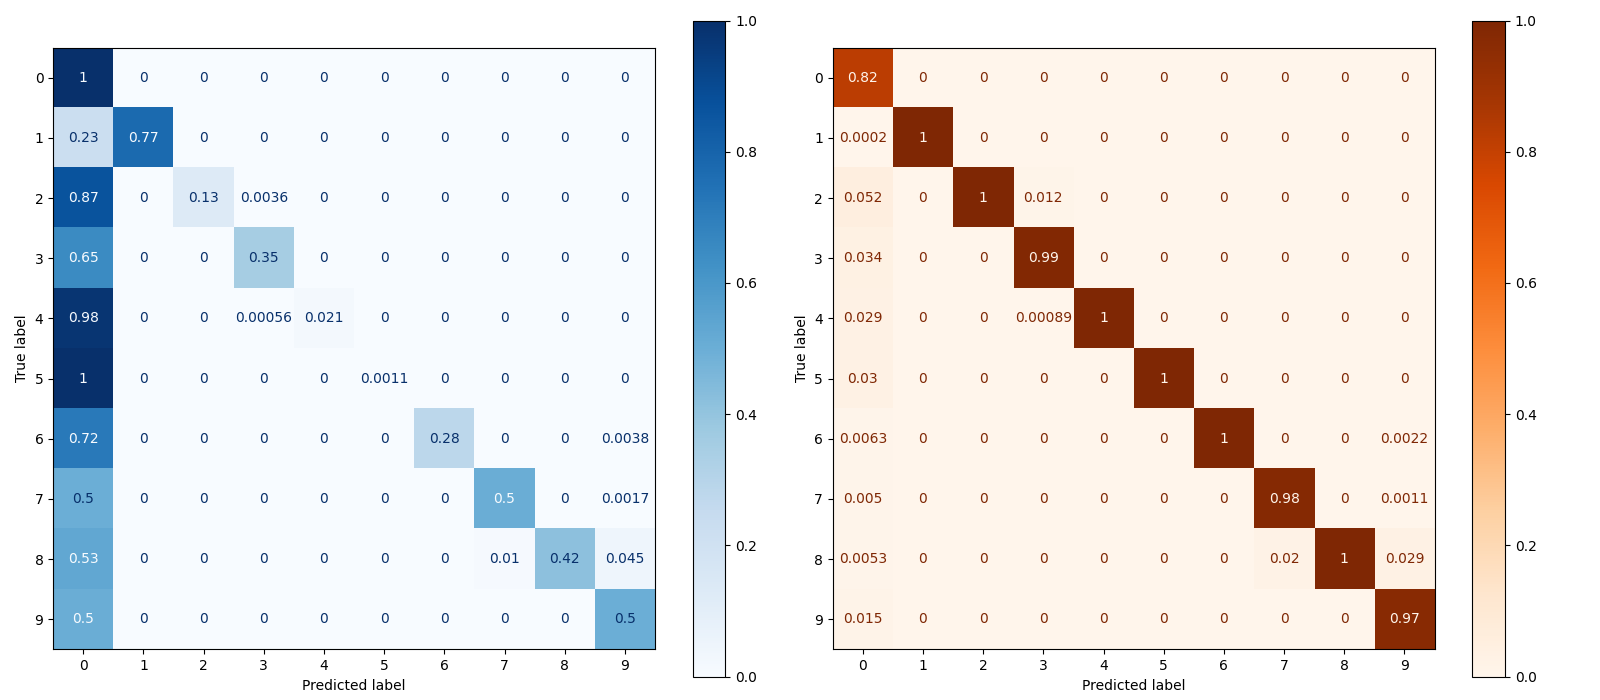 0 1 0 0 0 0 0 0 0 0 0
1 0.23 0.77 0 0 0 0 0 0 0 0
2 0.87 0 0.13 0.0036 0 0 0 0 0 0
3 0.65 0 0 0.35 0 0 0 0 0 0
4 0.98 0 0 0.00056 0.021 0 0 0 0 0
5 1 0 0 0 0 0.0011 0 0 0 0
6 0.72 0 0 0 0 0 0.28 0 0 0.0038
7 0.5 0 0 0 0 0 0 0.5 0 0.0017
8 0.53 0 0 0 0 0 0 0.01 0.42 0.045
9 0.5 0 0 0 0 0 0 0 0 0.5
0 1 2 3 4 5 6 7 8 9
Predicted label
True label
1.0
0.8
0.6
0.4
0.2
0.0
0 0.82 0 0 0 0 0 0 0 0 0
1 0.0002 1 0 0 0 0 0 0 0 0
2 0.052 0 1 0.012 0 0 0 0 0 0
3 0.034 0 0 0.99 0 0 0 0 0 0
4 0.029 0 0 0.00089 1 0 0 0 0 0
5 0.03 0 0 0 0 1 0 0 0 0
6 0.0063 0 0 0 0 0 1 0 0 0.0022
7 0.005 0 0 0 0 0 0 0.98 0 0.0011
8 0.0053 0 0 0 0 0 0 0.02 1 0.029
9 0.015 0 0 0 0 0 0 0 0 0.97
0 1 2 3 4 5 6 7 8 9
Predicted label
True label
1.0
0.8
0.6
0.4
0.2
0.0